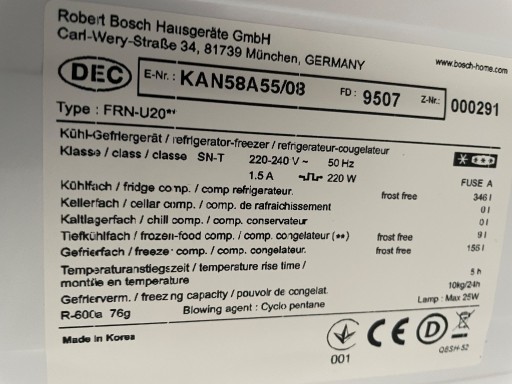 Robert Bosch Hausgeräte GmbH
Carl-Wery-Straße 34, 81739 München, GERMANY
www.bosch-home.com
DEC E-Nr.: KAN58A55/08 FD: 9507 Z-Nr.: 000291
Type : FRN-U20**
Kühl-Gefriergerät / refrigerator-freezer / refrigerateur-cougelateur
Klasse / class / classe SN-T 220-240 V ~ 50 Hz
1.5 A 220 W FUSE A
Kühlfach / fridge comp. / comp refrigerateur. frost free 346 l
Kellerfach / cellar comp. / comp de rafraichissement 0 l
Kaltlagerfach / chill comp. / comp. conservateur 0 l
Tiefkühlfach / frozen-food comp. / comp. congelateur (**) frost free 9 l
Gefrierfach / freeze comp. / comp. congelateur. frost free 155 l
Temperaturanstiegszeit / temperature rise time /
montile en temperature 5 h
Gefrierverm. / freezing capacity / pouvoir de congelat. 10kg/24h
R-600a 76g Blowing agent : Cyclo pentane Lamp : Max 25W
Made in Korea
001 CE D
QBSH-52